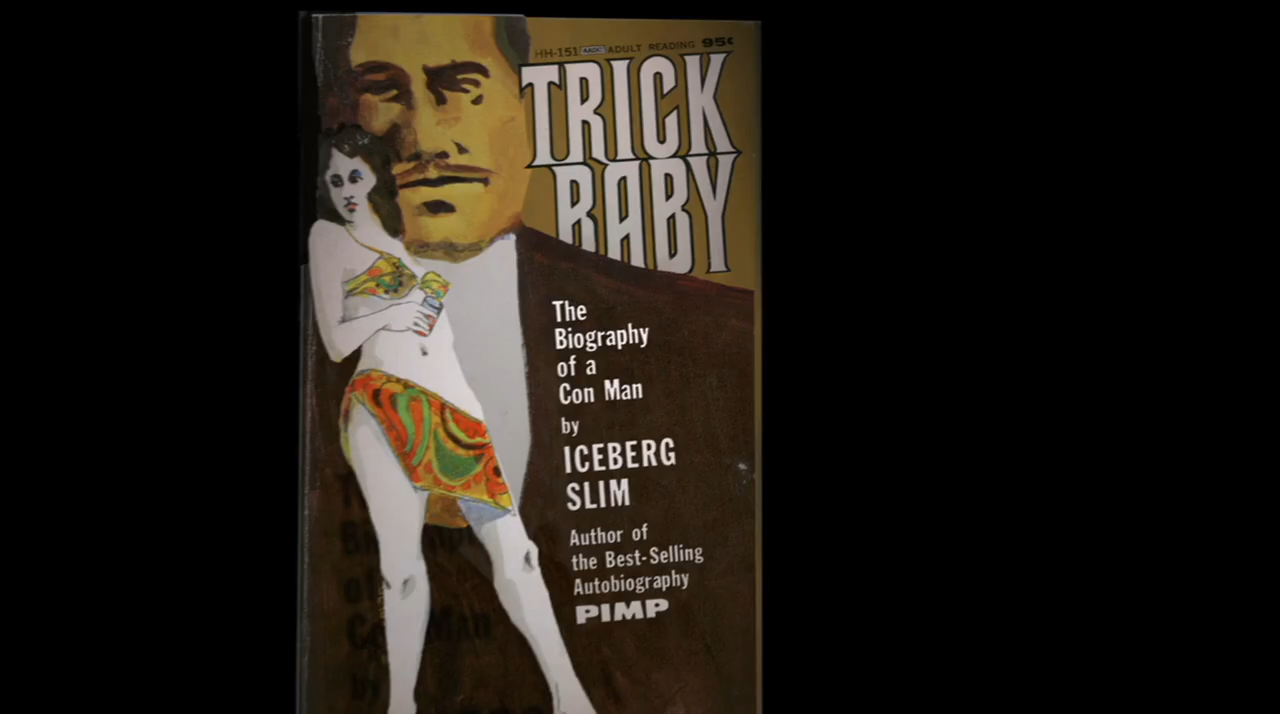 HH-151 ADULT READING 95¢
TRICK
BABY
The
Biography
of a
Con Man
by
ICEBERG
SLIM
Author of
the Best-Selling
Autobiography
PIMP